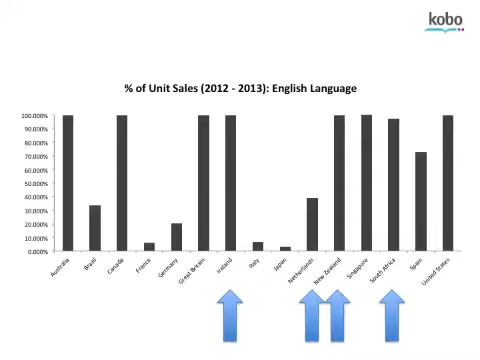 kobo
% of Unit Sales (2012 - 2013): English Language
100.000%
90.000%
80.000%
70.000%
60.000%
50.000%
40.000%
30.000%
20.000%
10.000%
0.000%
Australia
Brazil
Canada
France
Germany
Great Britain
Ireland
Italy
Japan
Netherlands
New Zealand
Singapore
South Africa
Spain
United States